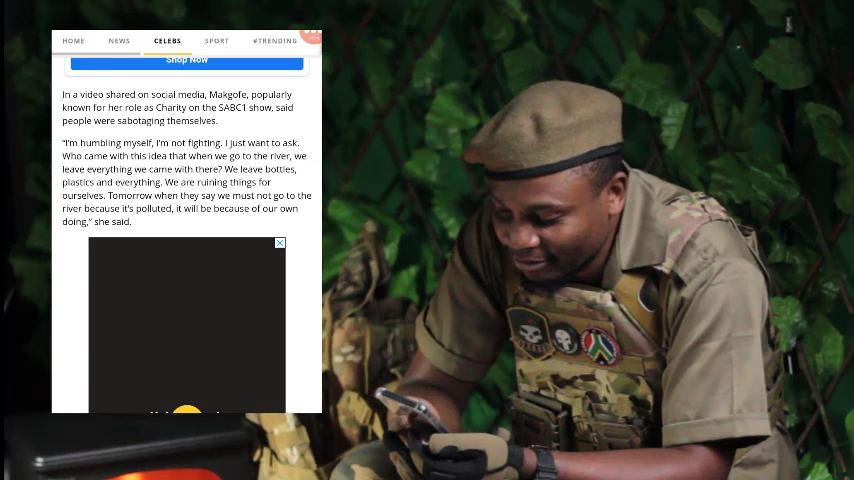 HOME NEWS CELEBS SPORT #TRENDING
Shop Now
In a video shared on social media, Makgofe, popularly
known for her role as Charity on the SABC1 show, said
people were sabotaging themselves.
“I’m humbling myself, I’m not fighting. I just want to ask.
Who came with this idea that when we go to the river, we
leave everything we came with there? We leave bottles,
plastics and everything. We are ruining things for
ourselves. Tomorrow when they say we must not go to the
river because it’s polluted, it will be because of our own
doing,” she said.